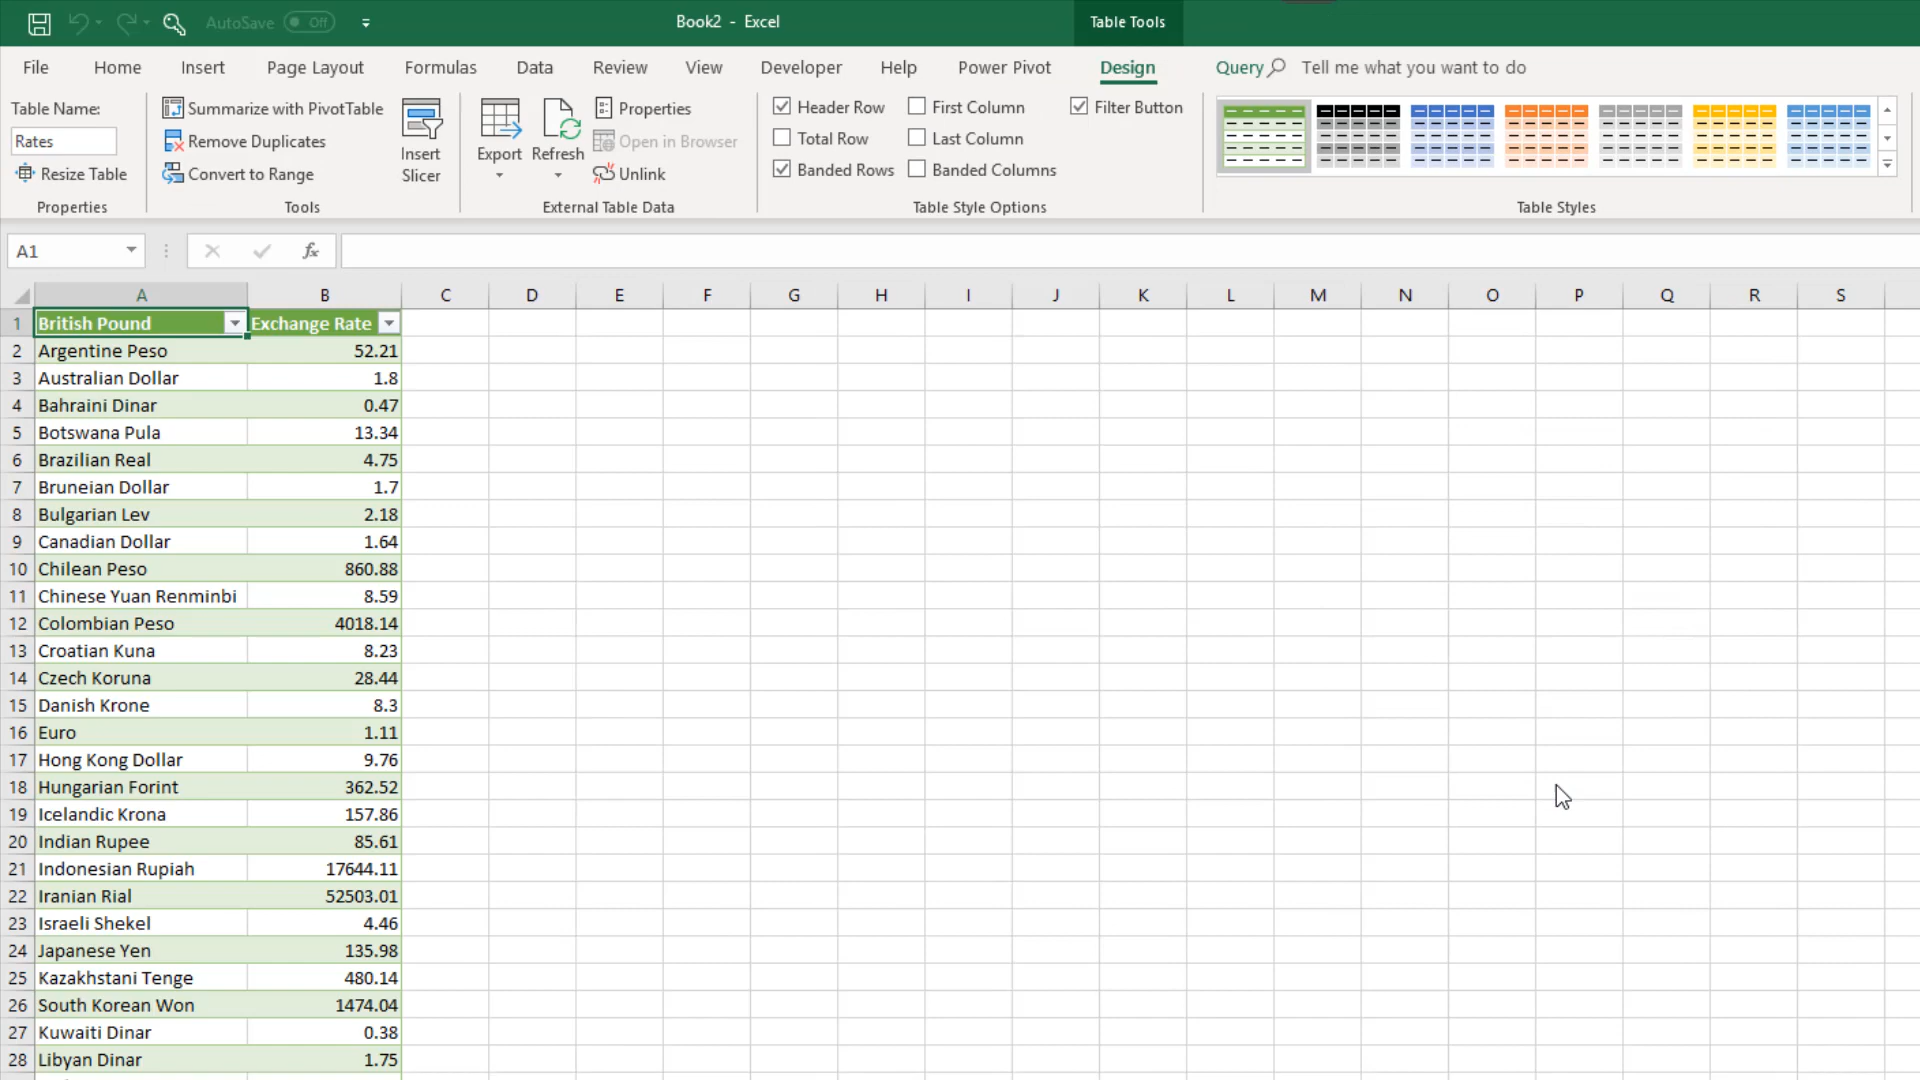 AutoSave Off
Book2 - Excel
Table Tools
File Home Insert Page Layout Formulas Data Review View Developer Help Power Pivot Design Query Tell me what you want to do
Table Name:
Rates
Resize Table
Properties
Summarize with PivotTable
Remove Duplicates
Convert to Range
Insert
Slicer
Tools
Export
Refresh
Properties
Open in Browser
Unlink
External Table Data
Header Row
Total Row
Banded Rows
First Column
Last Column
Banded Columns
Filter Button
Table Style Options
Table Styles
A1
fx
A B C D E F G H I J K L M N O P Q R S
1 British Pound Exchange Rate
2 Argentine Peso 52.21
3 Australian Dollar 1.8
4 Bahraini Dinar 0.47
5 Botswana Pula 13.34
6 Brazilian Real 4.75
7 Bruneian Dollar 1.7
8 Bulgarian Lev 2.18
9 Canadian Dollar 1.64
10 Chilean Peso 860.88
11 Chinese Yuan Renminbi 8.59
12 Colombian Peso 4018.14
13 Croatian Kuna 8.23
14 Czech Koruna 28.44
15 Danish Krone 8.3
16 Euro 1.11
17 Hong Kong Dollar 9.76
18 Hungarian Forint 362.52
19 Icelandic Krona 157.86
20 Indian Rupee 85.61
21 Indonesian Rupiah 17644.11
22 Iranian Rial 52503.01
23 Israeli Shekel 4.46
24 Japanese Yen 135.98
25 Kazakhstani Tenge 480.14
26 South Korean Won 1474.04
27 Kuwaiti Dinar 0.38
28 Libyan Dinar 1.75